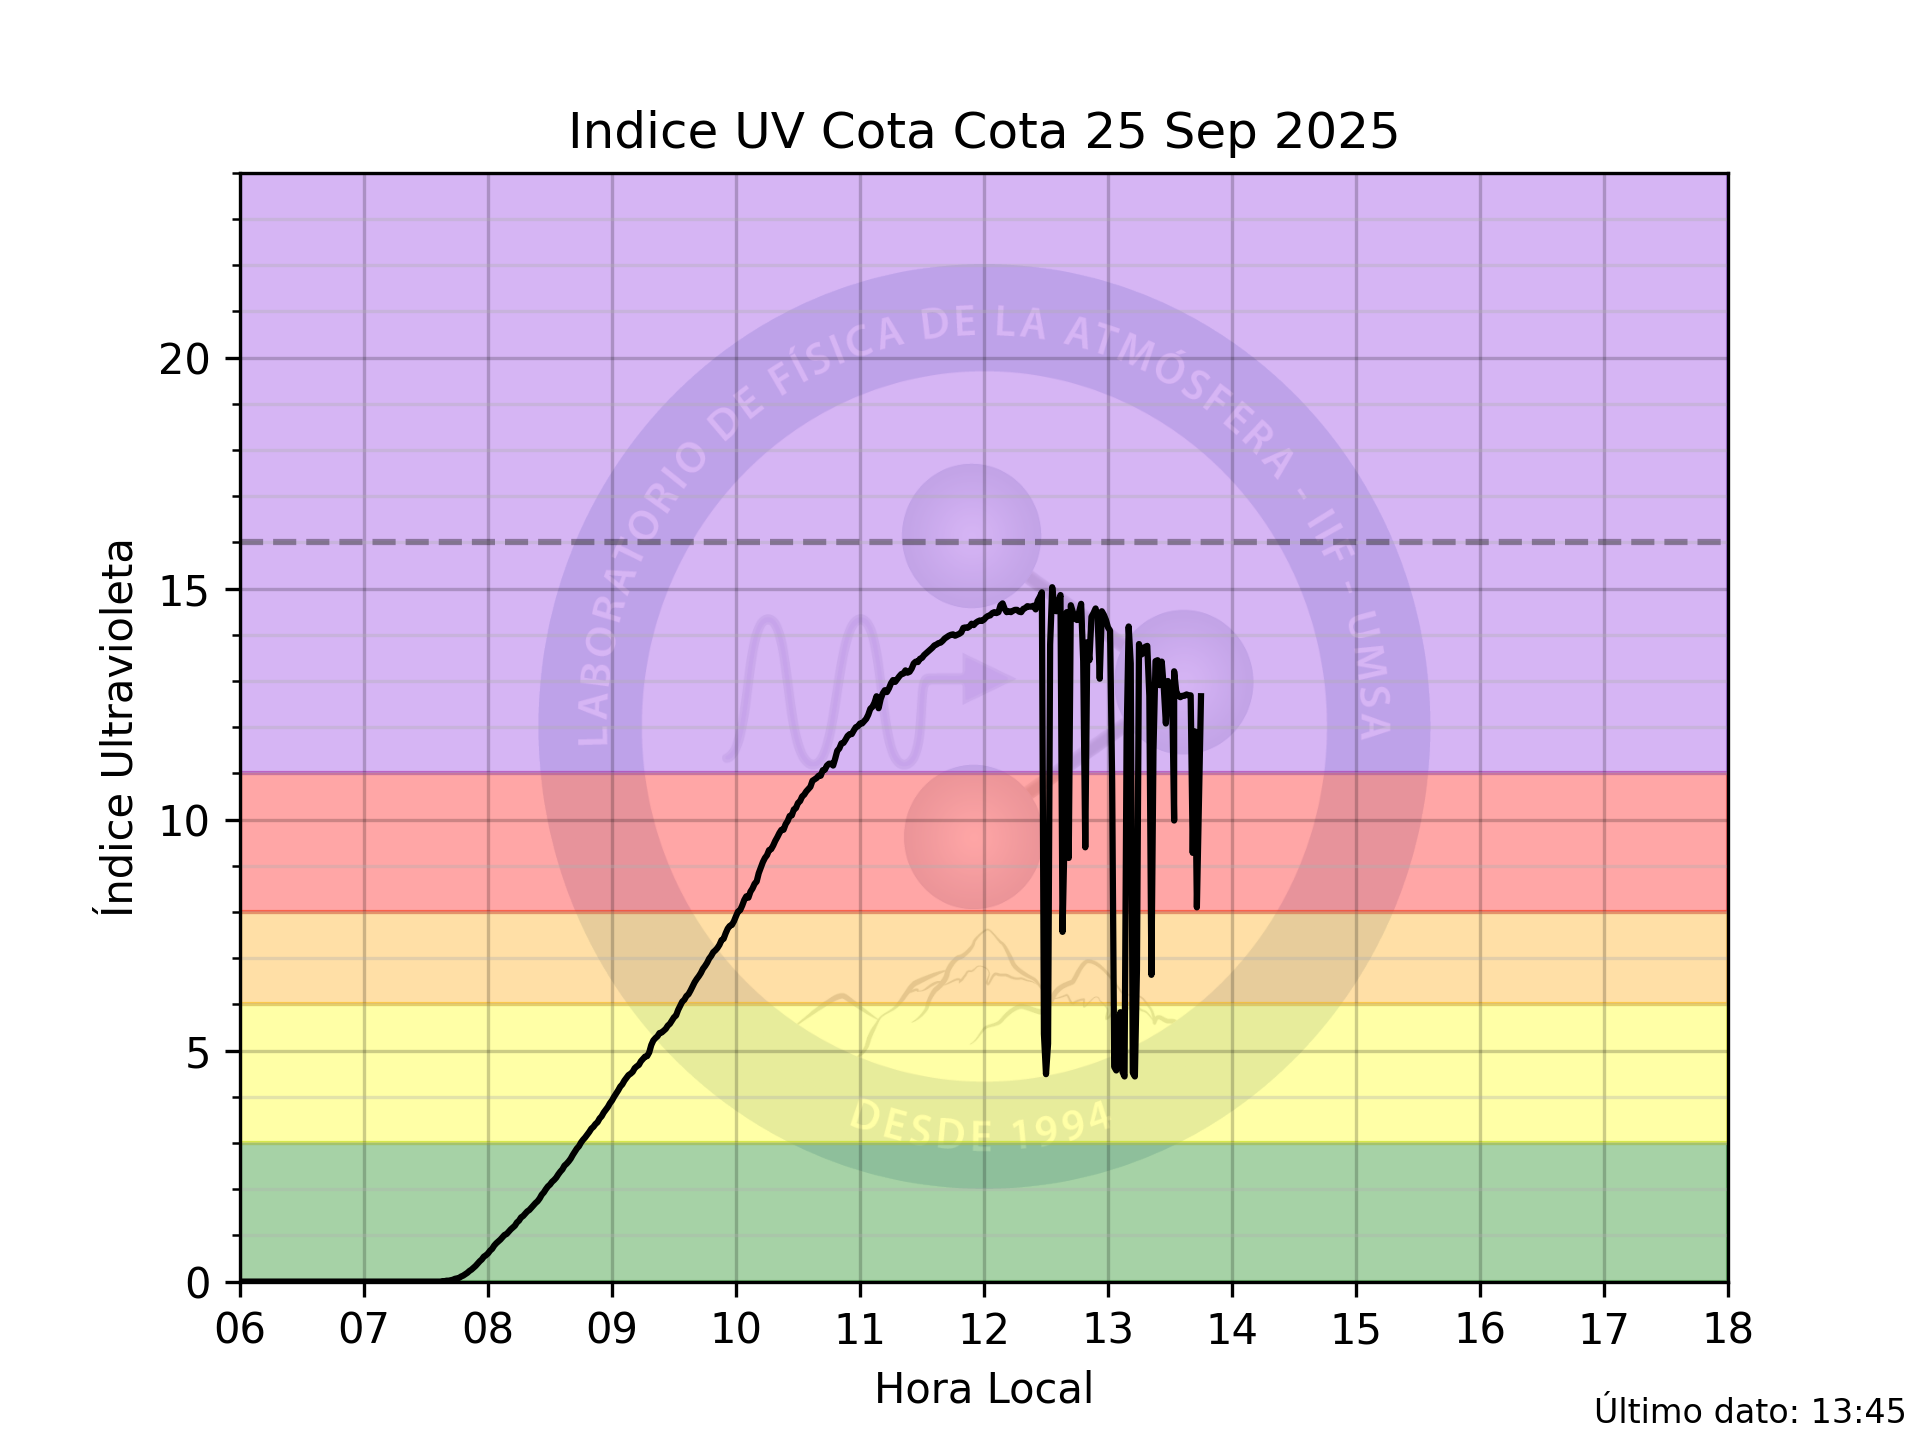 Indice UV Cota Cota 25 Sep 2025
Índice Ultravioleta
20
15
10
5
0
LABORATORIO DE FÍSICA DE LA ATMÓSFERA - IIF - UMSA
DESDE 1994
06 07 08 09 10 11 12 13 14 15 16 17 18
Hora Local
Último dato: 13:45